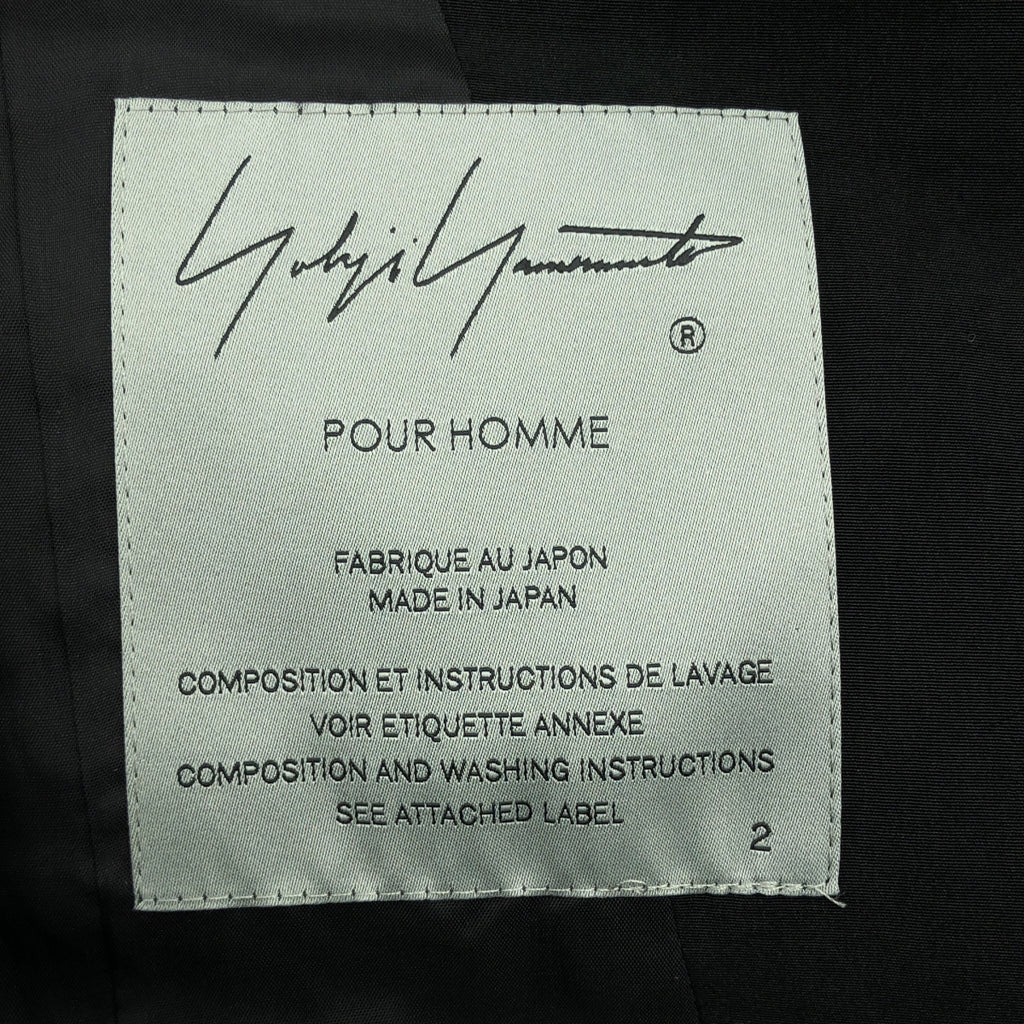 Yohji Yamamoto
®
POUR HOMME
FABRIQUE AU JAPON
MADE IN JAPAN
COMPOSITION ET INSTRUCTIONS DE LAVAGE
VOIR ETIQUETTE ANNEXE
COMPOSITION AND WASHING INSTRUCTIONS
SEE ATTACHED LABEL
2